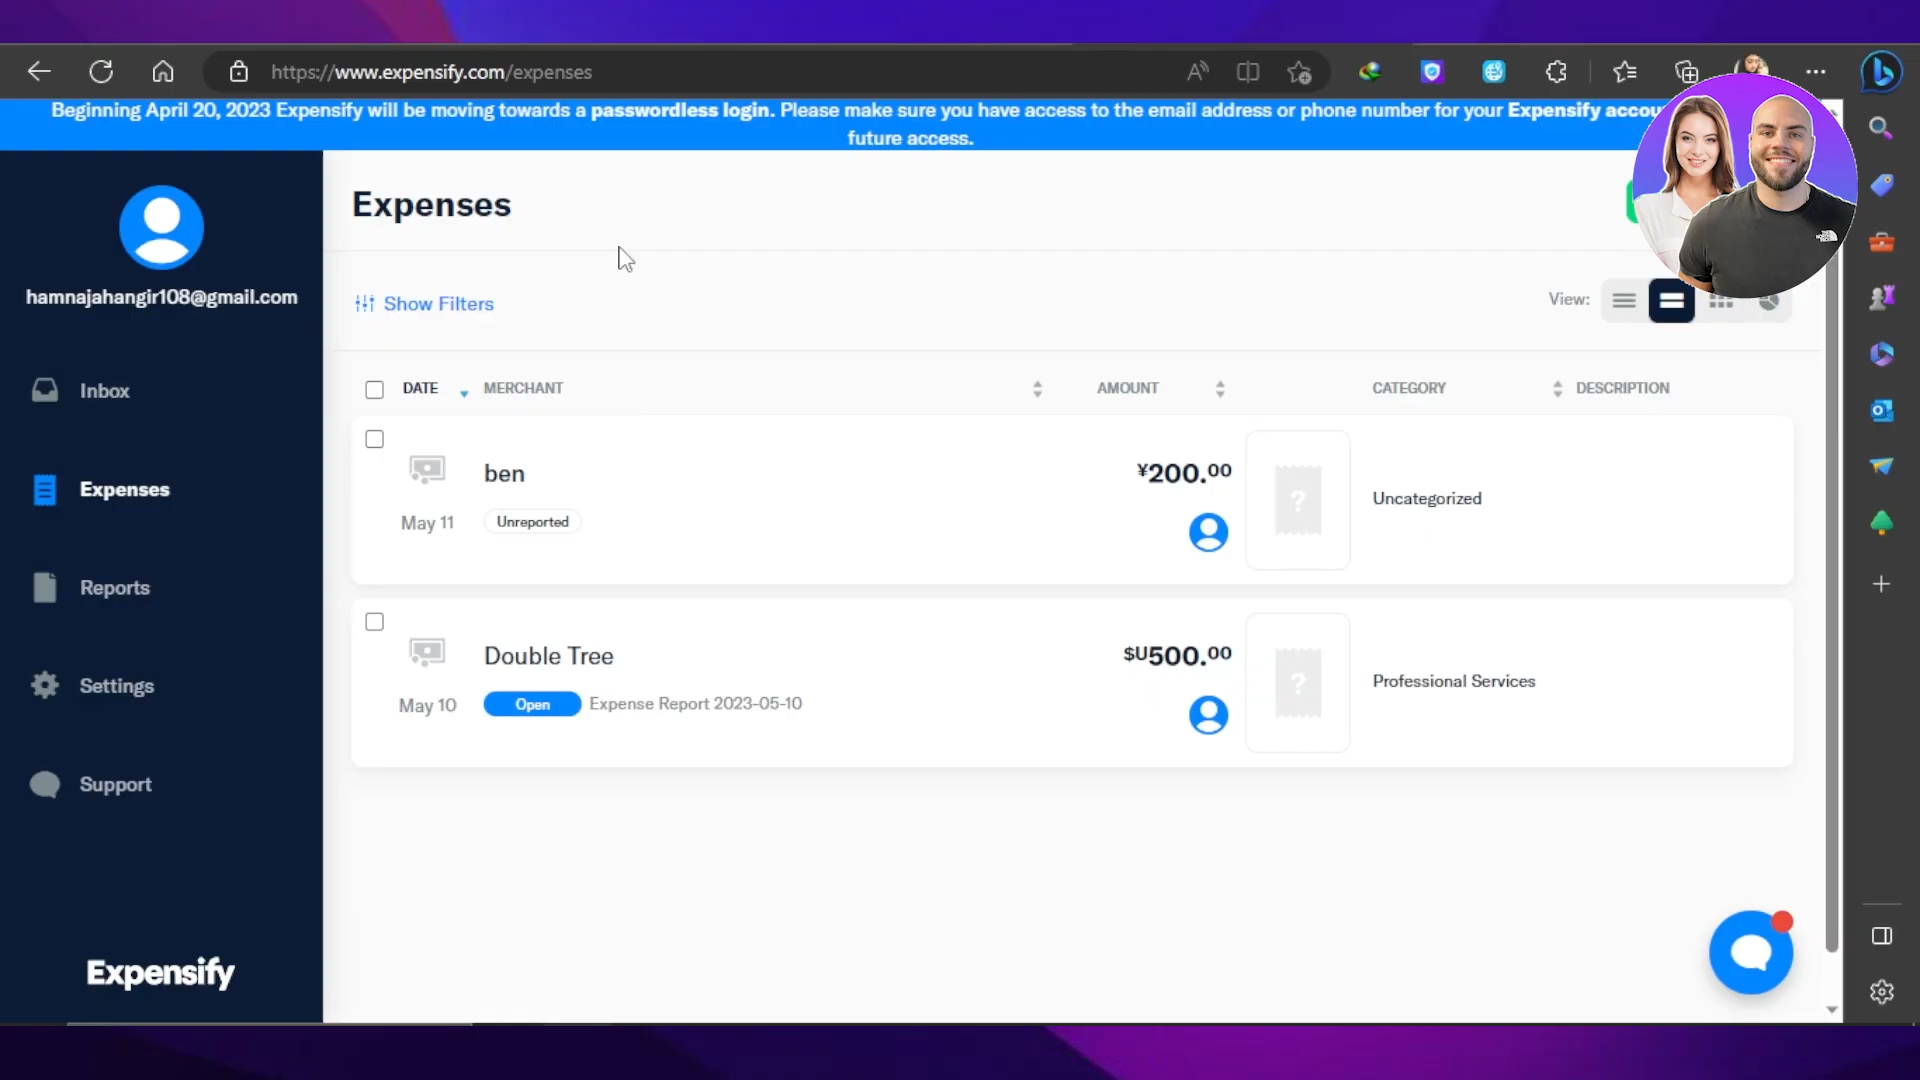 https://www.expensify.com/expenses
Beginning April 20, 2023 Expensify will be moving towards a passwordless login. Please make sure you have access to the email address or phone number for your Expensify
future access.
hamnajahangir108@gmail.com
Inbox
Expenses
Reports
Settings
Support
Expensify
Expenses
Show Filters
View:
DATE MERCHANT AMOUNT CATEGORY DESCRIPTION
ben ¥200.00
Uncategorized
May 11 Unreported
Double Tree $U500.00
Professional Services
May 10 Open Expense Report 2023-05-10